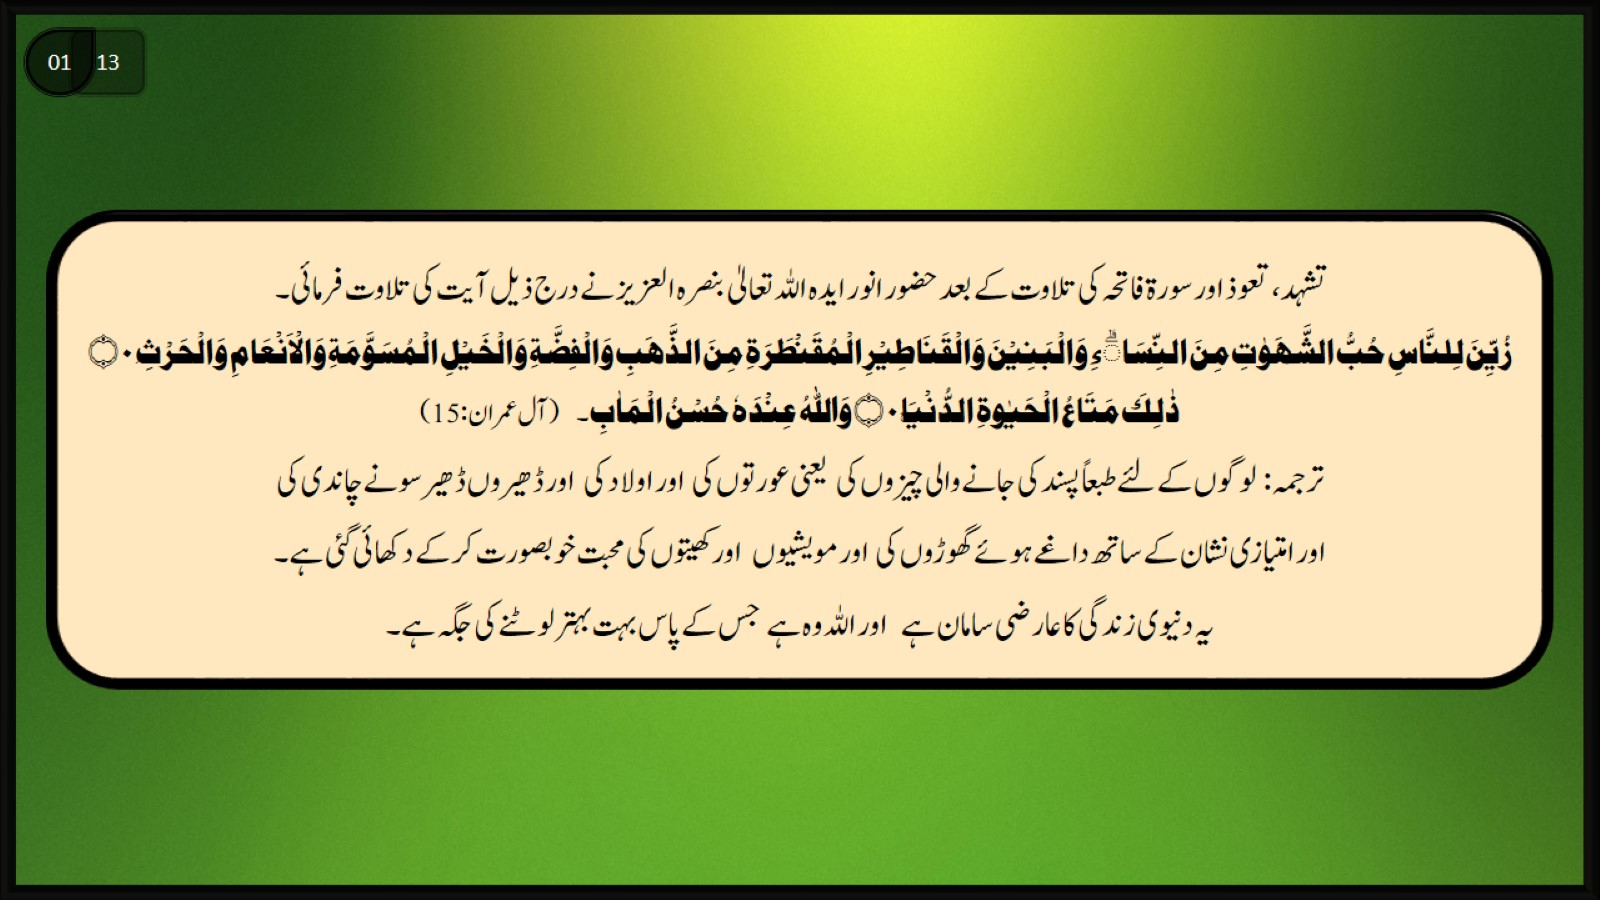 01 13
تشہد، تعوذ اور سورۃ فاتحہ کی تلاوت کے بعد حضور انور ایدہ اللہ تعالیٰ بنصرہ العزیز نے درج ذیل آیت کی تلاوت فرمائی۔
زُيِّنَ لِلنَّاسِ حُبُّ الشَّهَوٰتِ مِنَ النِّسَاۗءِ وَالْبَنِيْنَ وَالْقَنَاطِيْرِ الْمُقَنْطَرَةِ مِنَ الذَّهَبِ وَالْفِضَّةِ وَالْخَيْلِ الْمُسَوَّمَةِ وَالْاَنْعَامِ وَالْحَرْثِ ۰ۭ
ذٰلِكَ مَتَاعُ الْحَيٰوةِ الدُّنْيَا ۰ۚ وَاللّٰهُ عِنْدَهٗ حُسْنُ الْمَاٰبِ۔ (آل عمران:15)
ترجمہ: لوگوں کے لئے طبعاً پسند کی جانے والی چیزوں کی یعنی عورتوں کی اور اولاد کی اور ڈھیروں ڈھیر سونے چاندی کی
اور امتیازی نشان کے ساتھ داغے ہوئے گھوڑوں کی اور مویشیوں اور کھیتوں کی محبت خوبصورت کرکے دکھائی گئی ہے۔
یہ دنیوی زندگی کا عارضی سامان ہے اور اللہ وہ ہے جس کے پاس بہت بہتر لوٹنے کی جگہ ہے۔